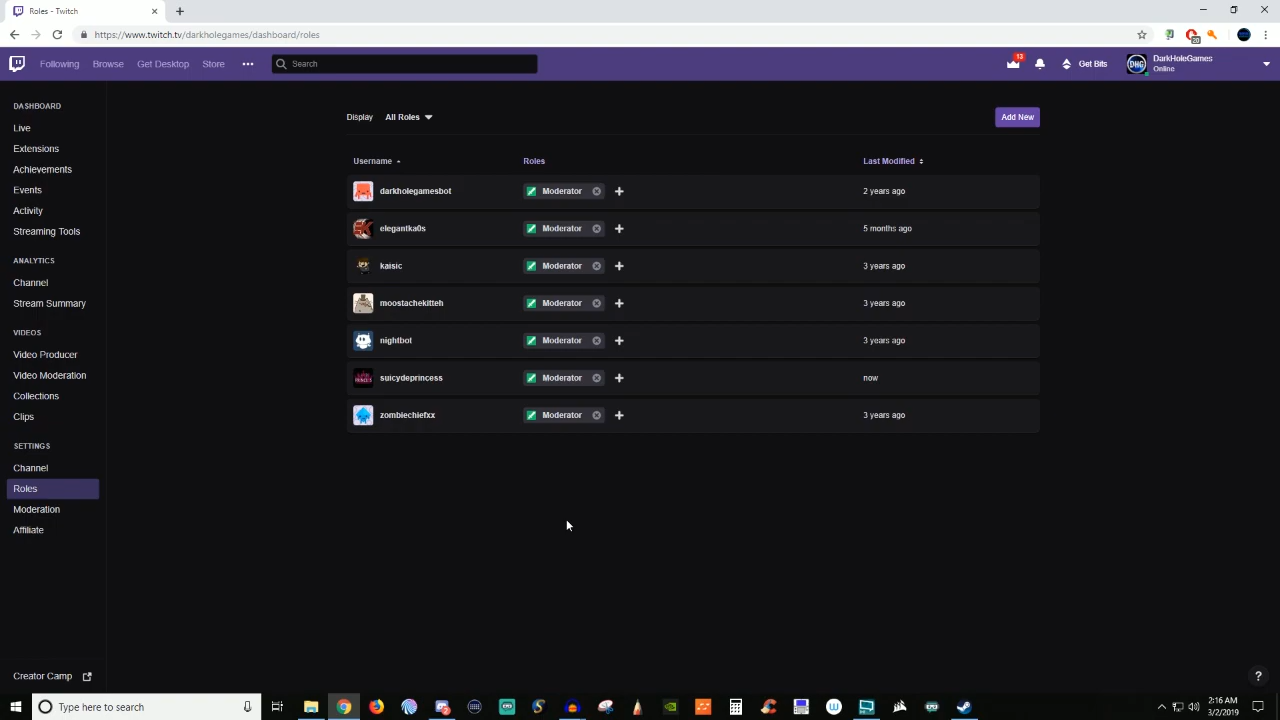 Roles - Twitch
https://www.twitch.tv/darkholegames/dashboard/roles
20
Following Browse Get Desktop Store Search 13 Get Bits DHG DarkHoleGames
Online
DASHBOARD
Live
Extensions
Achievements
Events
Activity
Streaming Tools
ANALYTICS
Channel
Stream Summary
VIDEOS
Video Producer
Video Moderation
Collections
Clips
SETTINGS
Channel
Roles
Moderation
Affiliate
Creator Camp
Display All Roles Add New
Username Roles Last Modified
darkholegamesbot Moderator 2 years ago
elegantka0s Moderator 5 months ago
kaisic Moderator 3 years ago
moostachekitteh Moderator 3 years ago
nightbot Moderator 3 years ago
suicydeprincess Moderator now
zombiechiefxx Moderator 3 years ago
?
Type here to search
2:16 AM
3/2/2019